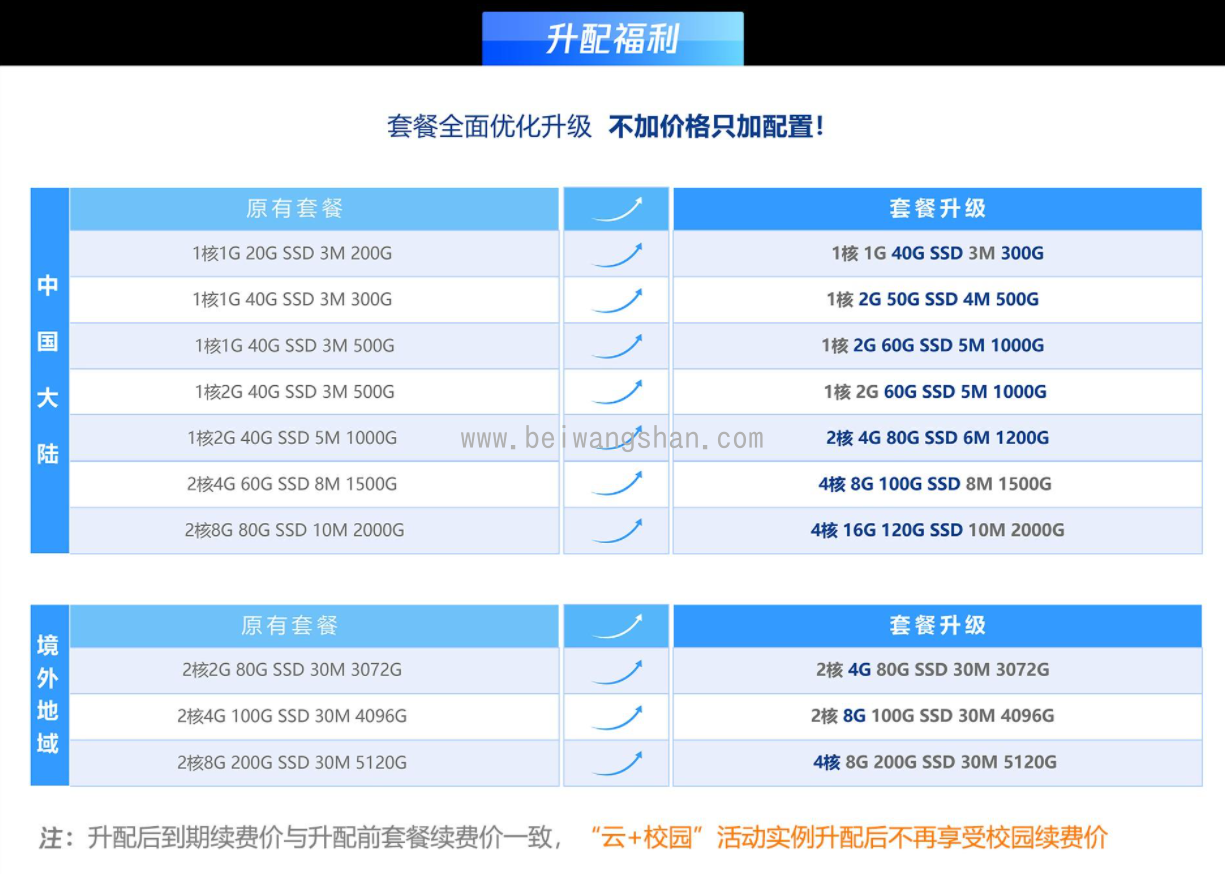 升配福利
套餐全面优化升级 不加价格只加配置！
中国大陆
原有套餐 套餐升级
1核1G 20G SSD 3M 200G 1核 1G 40G SSD 3M 300G
1核1G 40G SSD 3M 300G 1核 2G 50G SSD 4M 500G
1核1G 40G SSD 3M 500G 1核 2G 60G SSD 5M 1000G
1核2G 40G SSD 3M 500G 1核 2G 60G SSD 5M 1000G
1核2G 40G SSD 5M 1000G 2核 4G 80G SSD 6M 1200G
www.beiwangshan.com
2核4G 60G SSD 8M 1500G 4核 8G 100G SSD 8M 1500G
2核8G 80G SSD 10M 2000G 4核 16G 120G SSD 10M 2000G
境外地域
原有套餐 套餐升级
2核2G 80G SSD 30M 3072G 2核 4G 80G SSD 30M 3072G
2核4G 100G SSD 30M 4096G 2核 8G 100G SSD 30M 4096G
2核8G 200G SSD 30M 5120G 4核 8G 200G SSD 30M 5120G
注：升配后到期续费价与升配前套餐续费价一致，“云+校园”活动实例升配后不再享受校园续费价